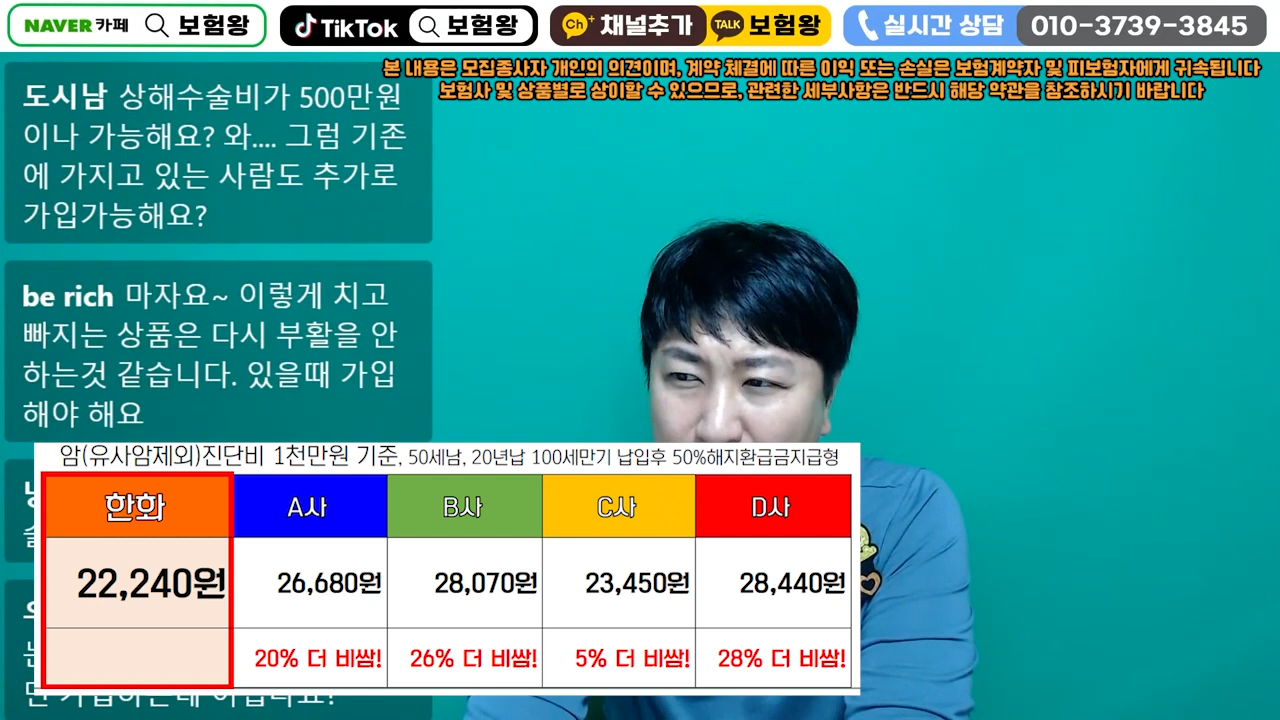 NAVER 카페 보험왕 TikTok 보험왕 Ch+ 채널추가 TALK 보험왕 실시간 상담 010-3739-3845
본 내용은 모집종사자 개인의 의견이며, 계약 체결에 따른 이익 또는 손실은 보험계약자 및 피보험자에게 귀속됩니다
보험사 및 상품별로 상이할 수 있으므로, 관련한 세부사항은 반드시 해당 약관을 참조하시기 바랍니다
도시남 상해수술비가 500만원
이나 가능해요? 와.... 그럼 기존
에 가지고 있는 사람도 추가로
가입가능해요?
be rich 마자요~ 이렇게 치고
빠지는 상품은 다시 부활을 안
하는것 같습니다. 있을때 가입
해야 해요
암(유사암제외)진단비 1천만원 기준, 50세남, 20년납 100세만기 납입후 50%해지환급금지급형
한화 A사 B사 C사 D사
22,240원 26,680원 28,070원 23,450원 28,440원
20% 더 비쌈! 26% 더 비쌈! 5% 더 비쌈! 28% 더 비쌈!